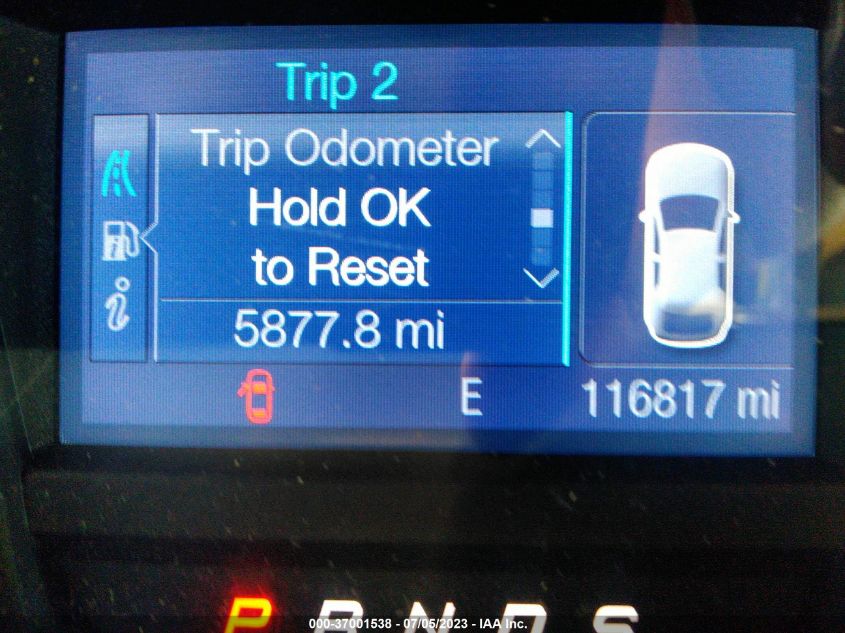 Trip 2
Trip Odometer
Hold OK
to Reset
5877.8 mi
i
E
116817 mi
P R N D S
000-37001538 - 07/05/2023 - IAA Inc.